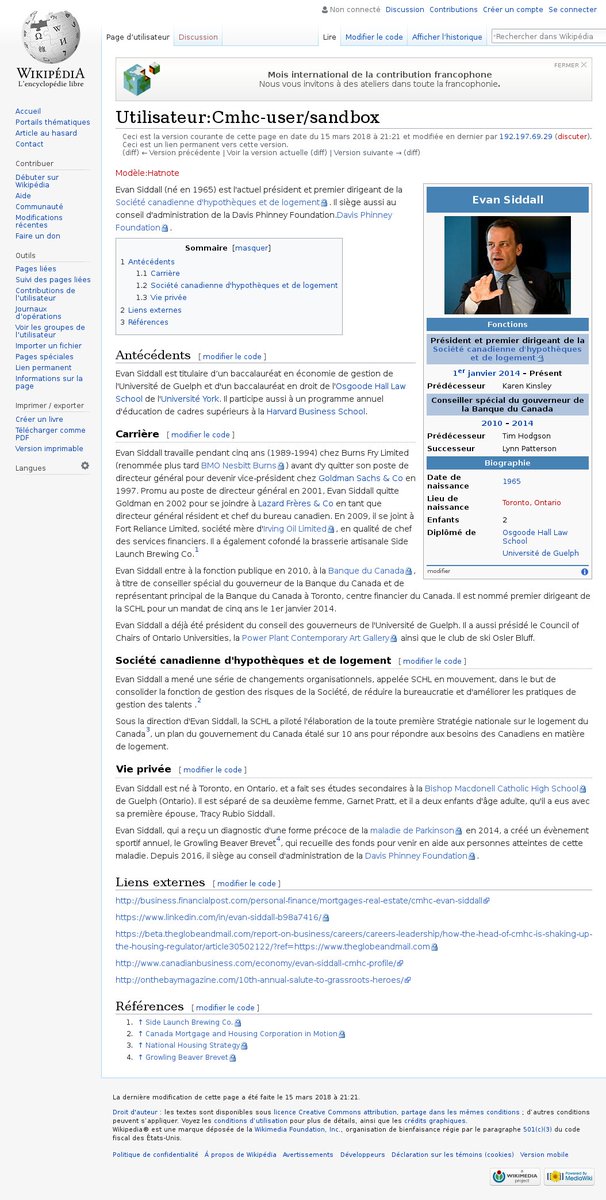 Non connecté Discussion Contributions Créer un compte Se connecter
WIKIPÉDIA
L'encyclopédie libre
Page d'utilisateur Discussion Lire Modifier le code Afficher l'historique Rechercher dans Wikipédia
Accueil
Portails thématiques
Article au hasard
Contact
Contribuer
Débuter sur
Wikipédia
Aide
Communauté
Modifications
récentes
Faire un don
Outils
Pages liées
Suivi des pages liées
Contributions de
l'utilisateur
Journaux
d'opérations
Voir les groupes de
l'utilisateur
Importer un fichier
Pages spéciales
Lien permanent
Informations sur la
page
Imprimer / exporter
Créer un livre
Télécharger comme
PDF
Version imprimable
Langues
FERMER
Mois international de la contribution francophone
Nous vous invitons à des ateliers dans toute la francophonie.
Utilisateur:Cmhc-user/sandbox
Ceci est la version courante de cette page en date du 15 mars 2018 à 21:21 et modifiée en dernier par 192.197.69.29 (discuter).
Ceci est un lien permanent vers cette version.
(diff) ← Version précédente | Voir la version actuelle (diff) | Version suivante → (diff)
Modèle:Hatnote
Evan Siddall (né en 1965) est l'actuel président et premier dirigeant de la
Société canadienne d'hypothèques et de logement. Il siège aussi au
conseil d'administration de la Davis Phinney Foundation.Davis Phinney
Foundation.
Sommaire [masquer]
1 Antécédents
1.1 Carrière
1.2 Société canadienne d'hypothèques et de logement
1.3 Vie privée
2 Liens externes
3 Références
Evan Siddall
Fonctions
Président et premier dirigeant de la
Société canadienne d'hypothèques
et de logement
1er janvier 2014 – Présent
Prédécesseur Karen Kinsley
Conseiller spécial du gouverneur de
la Banque du Canada
2010 – 2014
Prédécesseur Tim Hodgson
Successeur Lynn Patterson
Biographie
Date de
naissance 1965
Lieu de
naissance Toronto, Ontario
Enfants 2
Diplômé de Osgoode Hall Law
School
Université de Guelph
modifier
Antécédents [ modifier le code ]
Evan Siddall est titulaire d'un baccalauréat en économie de gestion de
l'Université de Guelph et d'un baccalauréat en droit de l'Osgoode Hall Law
School de l'Université York. Il participe aussi à un programme annuel
d'éducation de cadres supérieurs à la Harvard Business School.
Carrière [ modifier le code ]
Evan Siddall travaille pendant cinq ans (1989-1994) chez Burns Fry Limited
(renommée plus tard BMO Nesbitt Burns) avant d'y quitter son poste de
directeur général pour devenir vice-président chez Goldman Sachs & Co en
1997. Promu au poste de directeur général en 2001, Evan Siddall quitte
Goldman en 2002 pour se joindre à Lazard Frères & Co en tant que
directeur général résident et chef du bureau canadien. En 2009, il se joint à
Fort Reliance Limited, société mère d'Irving Oil Limited, en qualité de chef
des services financiers. Il a également cofondé la brasserie artisanale Side
Launch Brewing Co.1
Evan Siddall entre à la fonction publique en 2010, à la Banque du Canada,
à titre de conseiller spécial du gouverneur de la Banque du Canada et de
représentant principal de la Banque du Canada à Toronto, centre financier du Canada. Il est nommé premier dirigeant de
la SCHL pour un mandat de cinq ans le 1er janvier 2014.
Evan Siddall a déjà été président du conseil des gouverneurs de l'Université de Guelph. Il a aussi présidé le Council of
Chairs of Ontario Universities, la Power Plant Contemporary Art Gallery ainsi que le club de ski Osler Bluff.
Société canadienne d'hypothèques et de logement [ modifier le code ]
Evan Siddall a mené une série de changements organisationnels, appelée SCHL en mouvement, dans le but de
consolider la fonction de gestion des risques de la Société, de réduire la bureaucratie et d'améliorer les pratiques de
gestion des talents .2
Sous la direction d'Evan Siddall, la SCHL a piloté l'élaboration de la toute première Stratégie nationale sur le logement du
Canada3, un plan du gouvernement du Canada étalé sur 10 ans pour répondre aux besoins des Canadiens en matière
de logement.
Vie privée [ modifier le code ]
Evan Siddall est né à Toronto, en Ontario, et a fait ses études secondaires à la Bishop Macdonell Catholic High School
de Guelph (Ontario). Il est séparé de sa deuxième femme, Garnet Pratt, et il a deux enfants d'âge adulte, qu'il a eus avec
sa première épouse, Tracy Rubio Siddall.
Evan Siddall, qui a reçu un diagnostic d'une forme précoce de la maladie de Parkinson en 2014, a créé un évènement
sportif annuel, le Growling Beaver Brevet4, qui recueille des fonds pour venir en aide aux personnes atteintes de cette
maladie. Depuis 2016, il siège au conseil d'administration de la Davis Phinney Foundation.
Liens externes [ modifier le code ]
http://business.financialpost.com/personal-finance/mortgages-real-estate/cmhc-evan-siddall
https://www.linkedin.com/in/evan-siddall-b98a7416/
https://beta.theglobeandmail.com/report-on-business/careers/careers-leadership/how-the-head-of-cmhc-is-shaking-up-
the-housing-regulator/article30502122/?ref=https://www.theglobeandmail.com
http://www.canadianbusiness.com/economy/evan-siddall-cmhc-profile/
http://onthebaymagazine.com/10th-annual-salute-to-grassroots-heroes/
Références [ modifier le code ]
1. ↑ Side Launch Brewing Co.
2. ↑ Canada Mortgage and Housing Corporation in Motion
3. ↑ National Housing Strategy
4. ↑ Growling Beaver Brevet
La dernière modification de cette page a été faite le 15 mars 2018 à 21:21.
Droit d'auteur : les textes sont disponibles sous licence Creative Commons attribution, partage dans les mêmes conditions ; d'autres conditions
peuvent s'appliquer. Voyez les conditions d'utilisation pour plus de détails, ainsi que les crédits graphiques.
Wikipedia® est une marque déposée de la Wikimedia Foundation, Inc., organisation de bienfaisance régie par le paragraphe 501(c)(3) du code
fiscal des États-Unis.
Politique de confidentialité À propos de Wikipédia Avertissements Développeurs Déclaration sur les témoins (cookies) Version mobile
A WIKIMEDIA project
Powered By MediaWiki